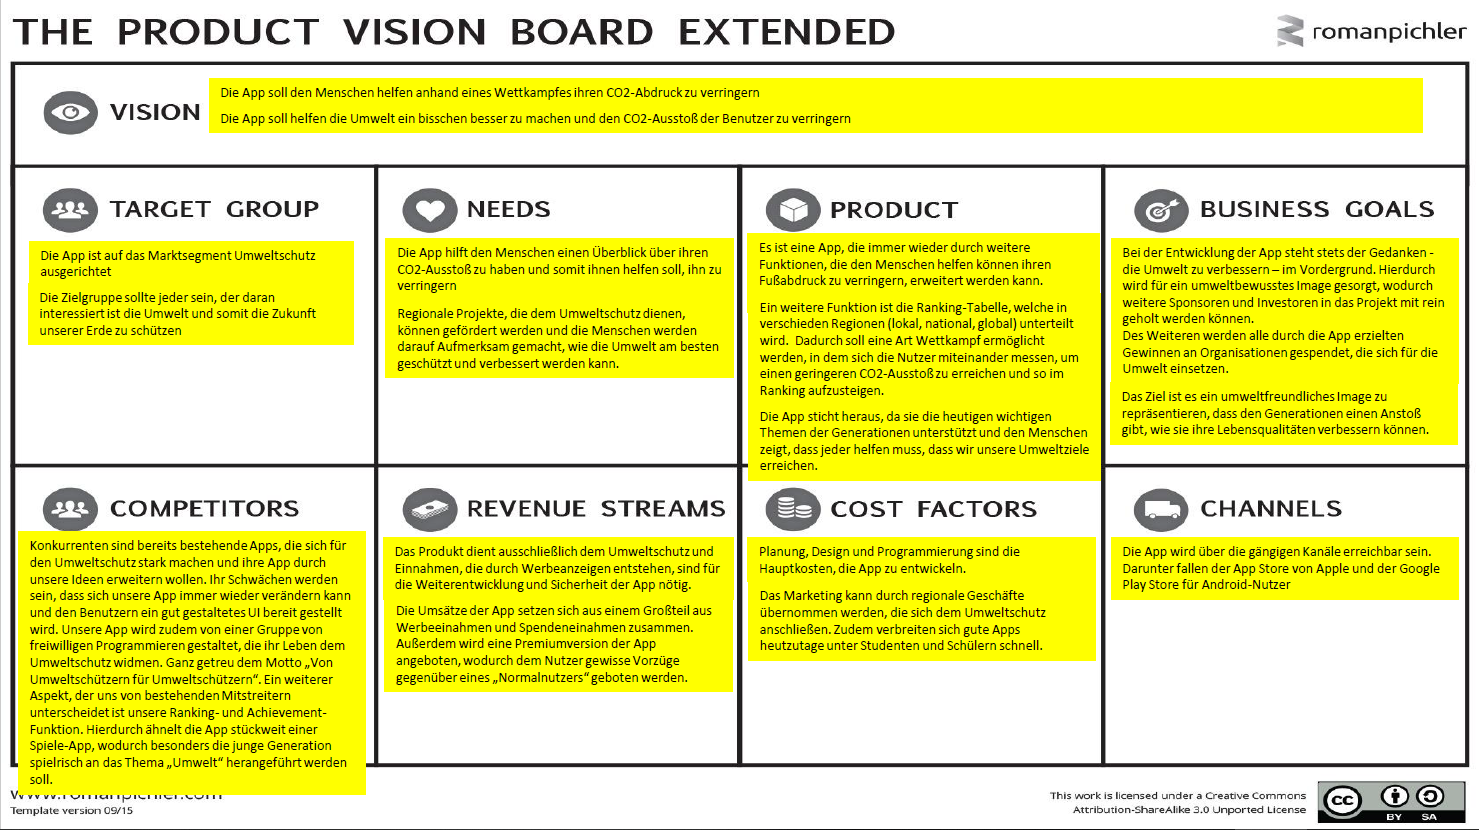 THE PRODUCT VISION BOARD EXTENDED
romanpichler
VISION
Die App soll den Menschen helfen anhand eines Wettkampfes ihren CO2-Abdruck zu verringern
Die App soll helfen die Umwelt ein bisschen besser zu machen und den CO2-Ausstoß der Benutzer zu verringern
TARGET GROUP
Die App ist auf das Marktsegment Umweltschutz
ausgerichtet
Die Zielgruppe sollte jeder sein, der daran
interessiert ist die Umwelt und somit die Zukunft
unserer Erde zu schützen
NEEDS
Die App hilft den Menschen einen Überblick über ihren
CO2-Ausstoß zu haben und somit ihnen helfen soll, ihn zu
verringern
Regionale Projekte, die dem Umweltschutz dienen,
können gefördert werden und die Menschen werden
darauf Aufmerksam gemacht, wie die Umwelt am besten
geschützt und verbessert werden kann.
PRODUCT
Es ist eine App, die immer wieder durch weitere
Funktionen, die den Menschen helfen können ihren
Fußabdruck zu verringern, erweitert werden kann.
Ein weitere Funktion ist die Ranking-Tabelle, welche in
verschieden Regionen (lokal, national, global) unterteilt
wird. Dadurch soll eine Art Wettkampf ermöglicht
werden, in dem sich die Nutzer miteinander messen, um
einen geringeren CO2-Ausstoß zu erreichen und so im
Ranking aufzusteigen.
Die App sticht heraus, da sie die heutigen wichtigen
Themen der Generationen unterstützt und den Menschen
zeigt, dass jeder helfen muss, dass wir unsere Umweltziele
erreichen.
BUSINESS GOALS
Bei der Entwicklung der App steht stets der Gedanken -
die Umwelt zu verbessern – im Vordergrund. Hierdurch
wird für ein umweltbewusstes Image gesorgt, wodurch
weitere Sponsoren und Investoren in das Projekt mit rein
geholt werden können.
Des Weiteren werden alle durch die App erzielten
Gewinnen an Organisationen gespendet, die sich für die
Umwelt einsetzen.
Das Ziel ist es ein umweltfreundliches Image zu
repräsentieren, dass den Generationen einen Anstoß
gibt, wie sie ihre Lebensqualitäten verbessern können.
COMPETITORS
Konkurrenten sind bereits bestehende Apps, die sich für
den Umweltschutz stark machen und ihre App durch
unsere Ideen erweitern wollen. Ihr Schwächen werden
sein, dass sich unsere App immer wieder verändern kann
und den Benutzern ein gut gestaltetes UI bereit gestellt
wird. Unsere App wird zudem von einer Gruppe von
freiwilligen Programmieren gestaltet, die ihr Leben dem
Umweltschutz widmen. Ganz getreu dem Motto „Von
Umweltschützern für Umweltschützern“. Ein weiterer
Aspekt, der uns von bestehenden Mitstreitern
unterscheidet ist unsere Ranking- und Achievement-
Funktion. Hierdurch ähnelt die App stückweit einer
Spiele-App, wodurch besonders die junge Generation
spielrisch an das Thema „Umwelt“ herangeführt werden
soll.
REVENUE STREAMS
Das Produkt dient ausschließlich dem Umweltschutz und
Einnahmen, die durch Werbeanzeigen entstehen, sind für
die Weiterentwicklung und Sicherheit der App nötig.
Die Umsätze der App setzen sich aus einem Großteil aus
Werbeeinahmen und Spendeneinahmen zusammen.
Außerdem wird eine Premiumversion der App
angeboten, wodurch dem Nutzer gewisse Vorzüge
gegenüber eines „Normalnutzers“ geboten werden.
COST FACTORS
Planung, Design und Programmierung sind die
Hauptkosten, die App zu entwickeln.
Das Marketing kann durch regionale Geschäfte
übernommen werden, die sich dem Umweltschutz
anschließen. Zudem verbreiten sich gute Apps
heutzutage unter Studenten und Schülern schnell.
CHANNELS
Die App wird über die gängigen Kanäle erreichbar sein.
Darunter fallen der App Store von Apple und der Google
Play Store für Android-Nutzer
www.romanpichler.com
Template version 09/15
This work is licensed under a Creative Commons
Attribution-ShareAlike 3.0 Unported License
cc
BY SA